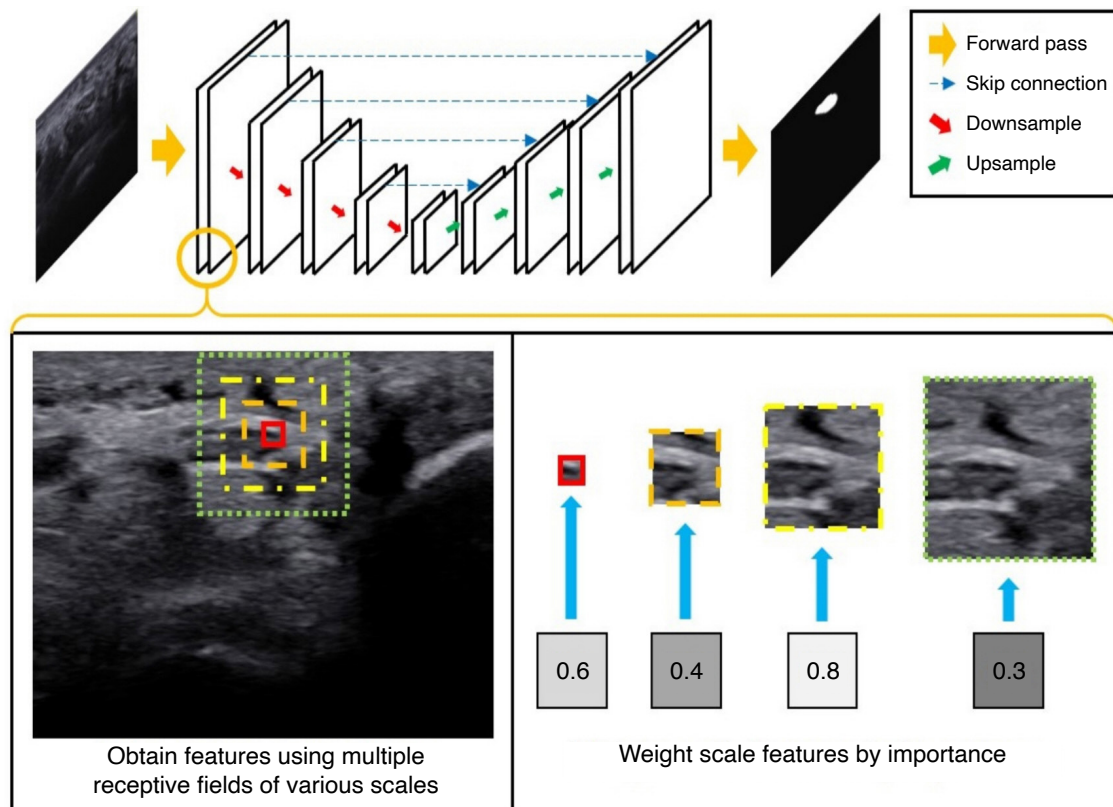 Forward pass
Skip connection
Downsample
Upsample
0.6
0.4
0.8
0.3
Obtain features using multiple
receptive fields of various scales
Weight scale features by importance